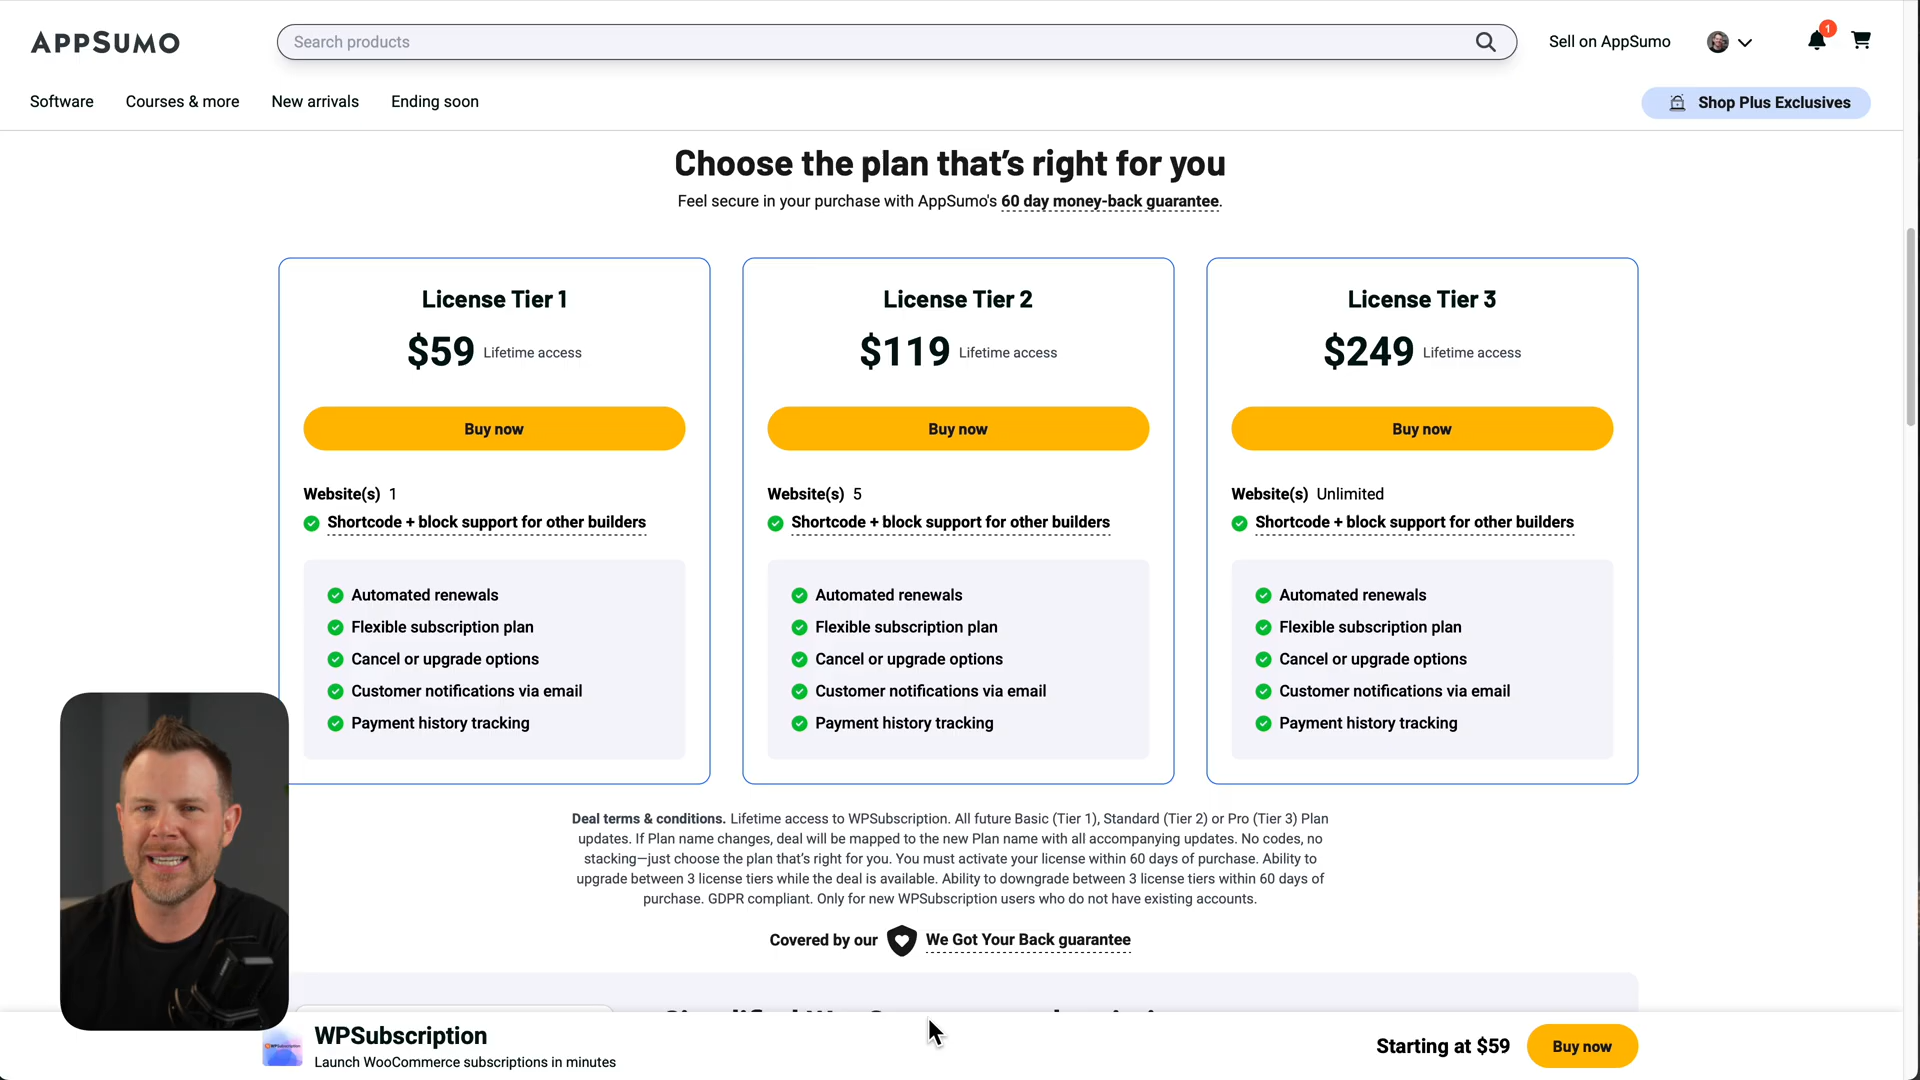 APPSUMO
Search products
Sell on AppSumo
1
Software
Courses & more
New arrivals
Ending soon
Shop Plus Exclusives
Choose the plan that's right for you
Feel secure in your purchase with AppSumo's 60 day money-back guarantee.
License Tier 1
$59 Lifetime access
Buy now
Website(s) 1
Shortcode + block support for other builders
Automated renewals
Flexible subscription plan
Cancel or upgrade options
Customer notifications via email
Payment history tracking
License Tier 2
$119 Lifetime access
Buy now
Website(s) 5
Shortcode + block support for other builders
Automated renewals
Flexible subscription plan
Cancel or upgrade options
Customer notifications via email
Payment history tracking
License Tier 3
$249 Lifetime access
Buy now
Website(s) Unlimited
Shortcode + block support for other builders
Automated renewals
Flexible subscription plan
Cancel or upgrade options
Customer notifications via email
Payment history tracking
Deal terms & conditions. Lifetime access to WPSubscription. All future Basic (Tier 1), Standard (Tier 2) or Pro (Tier 3) Plan
updates. If Plan name changes, deal will be mapped to the new Plan name with all accompanying updates. No codes, no
stacking—just choose the plan that's right for you. You must activate your license within 60 days of purchase. Ability to
upgrade between 3 license tiers while the deal is available. Ability to downgrade between 3 license tiers within 60 days of
purchase. GDPR compliant. Only for new WPSubscription users who do not have existing accounts.
Covered by our We Got Your Back guarantee
WPSubscription
Launch WooCommerce subscriptions in minutes
Starting at $59
Buy now